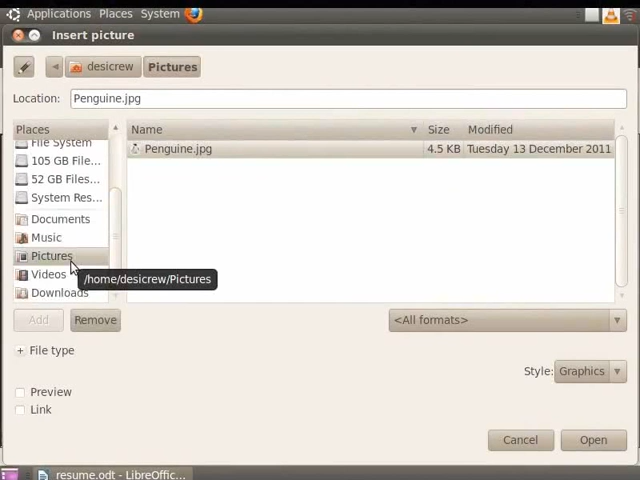 Applications Places System
Insert picture
desicrew Pictures
Location: Penguine.jpg
Places
File System
105 GB File...
52 GB Files...
System Res...
Documents
Music
Pictures
Videos
Downloads
Name Size Modified
Penguine.jpg 4.5 KB Tuesday 13 December 2011
/home/desicrew/Pictures
Add Remove <All formats>
+ File type
Style: Graphics
Preview
Link
Cancel Open
resume.odt - LibreOffic...